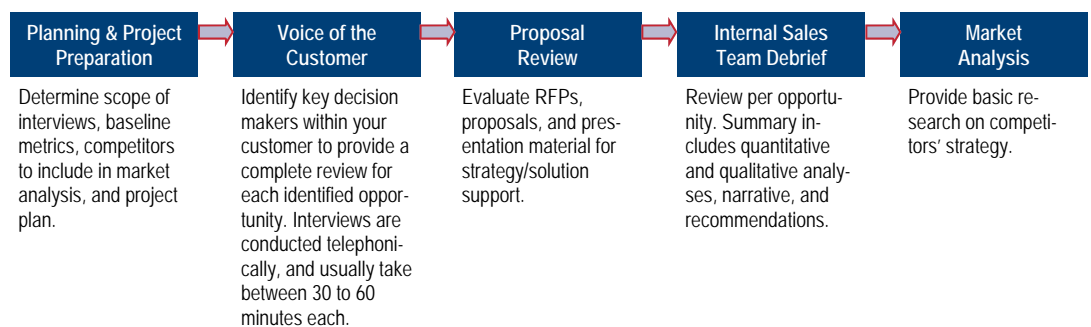 Planning & Project
Preparation
Determine scope of
interviews, baseline
metrics, competitors
to include in market
analysis, and project
plan.
Voice of the
Customer
Identify key decision
makers within your
customer to provide a
complete review for
each identified oppor-
tunity. Interviews are
conducted telephoni-
cally, and usually take
between 30 to 60
minutes each.
Proposal
Review
Evaluate RFPs,
proposals, and pres-
entation material for
strategy/solution
support.
Internal Sales
Team Debrief
Review per opportu-
nity. Summary in-
cludes quantitative
and qualitative analy-
ses, narrative, and
recommendations.
Market
Analysis
Provide basic re-
search on competi-
tors’ strategy.